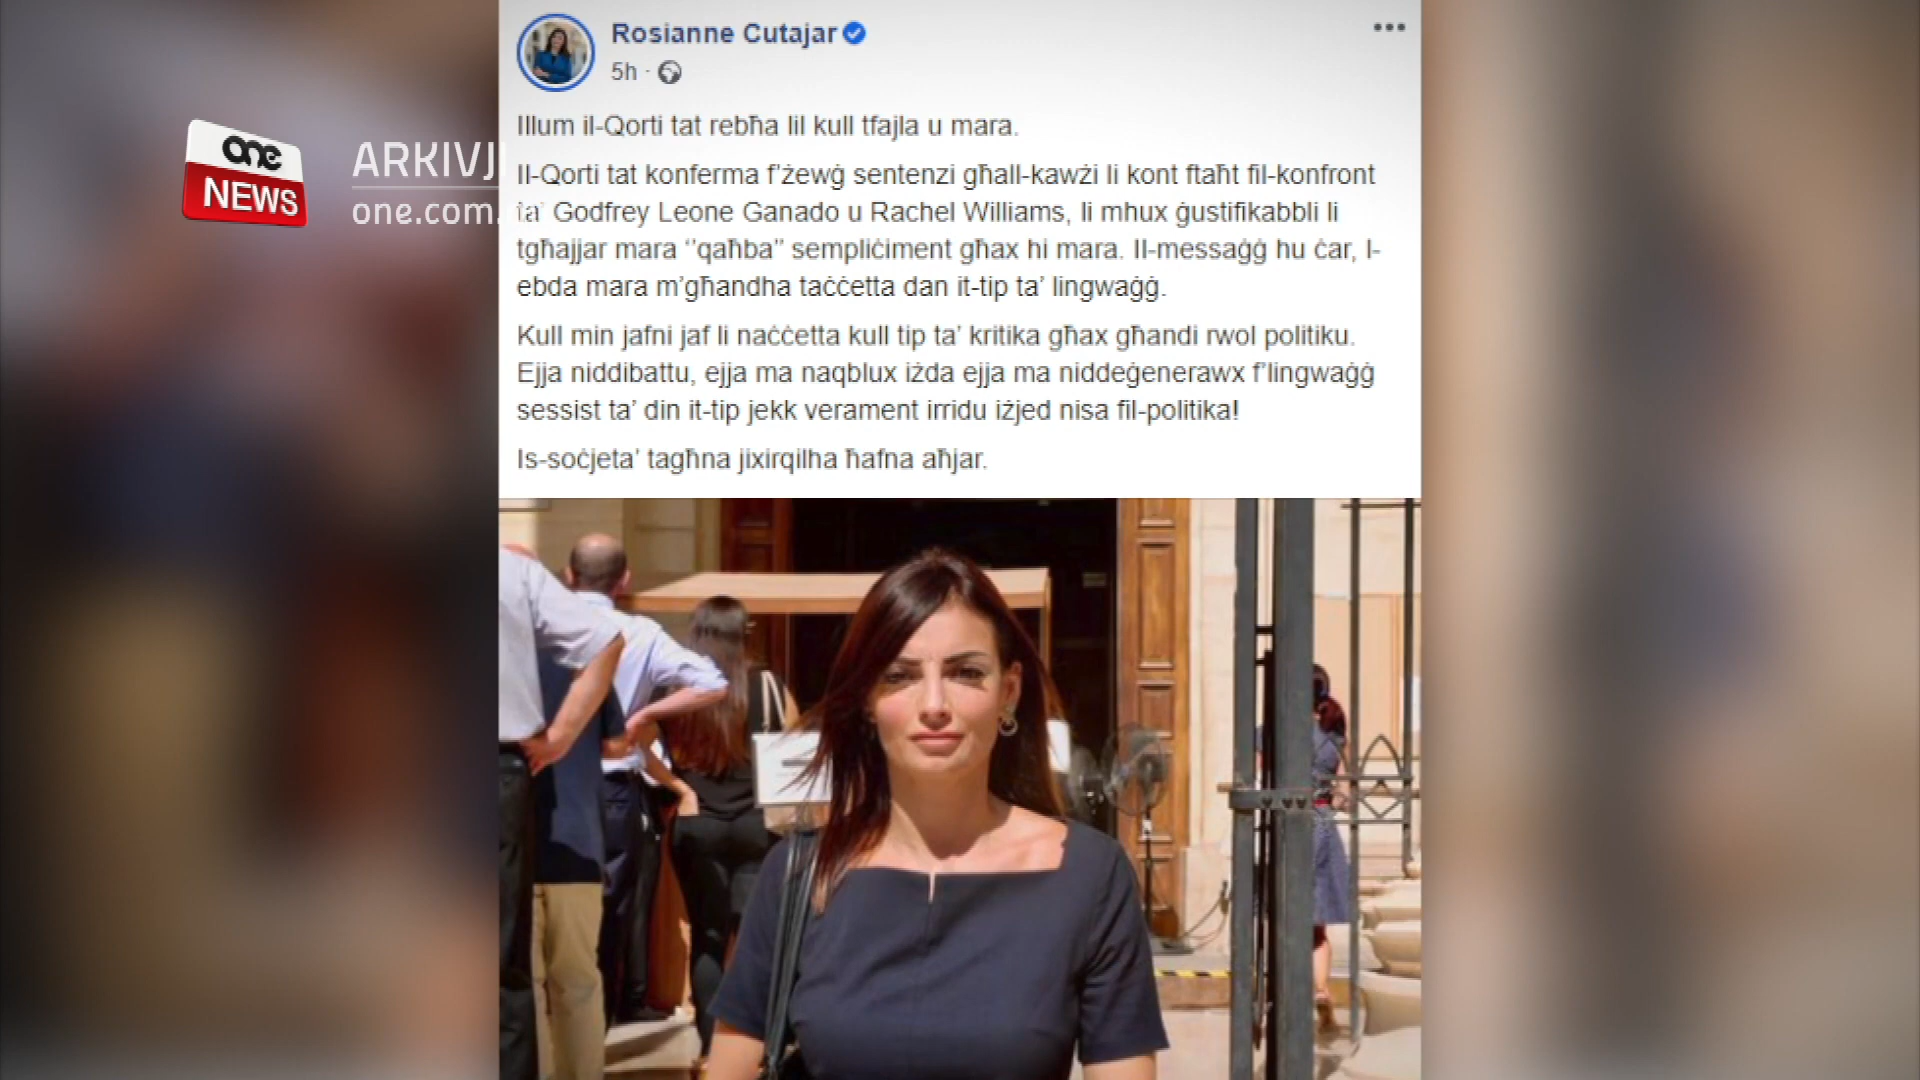 one
NEWS
ARKIVJI
one.com.
Rosianne Cutajar
5h ·
Illum il-Qorti tat rebħa lil kull tfajla u mara.
Il-Qorti tat konferma f'żewġ sentenzi għall-kawżi li kont ftaħt fil-konfront
ta' Godfrey Leone Ganado u Rachel Williams, li mhux ġustifikabbli li
tgħajjar mara ''qaħba'' sempliċiment għax hi mara. Il-messaġġ hu ċar, l-
ebda mara m'għandha taċċetta dan it-tip ta' lingwaġġ.
Kull min jafni jaf li naċċetta kull tip ta' kritika għax għandi rwol politiku.
Ejja niddibattu, ejja ma naqblux iżda ejja ma niddeġenerawx f'lingwaġġ
sessist ta' din it-tip jekk verament irridu iżjed nisa fil-politika!
Is-soċjeta' tagħna jixirqilha ħafna aħjar.